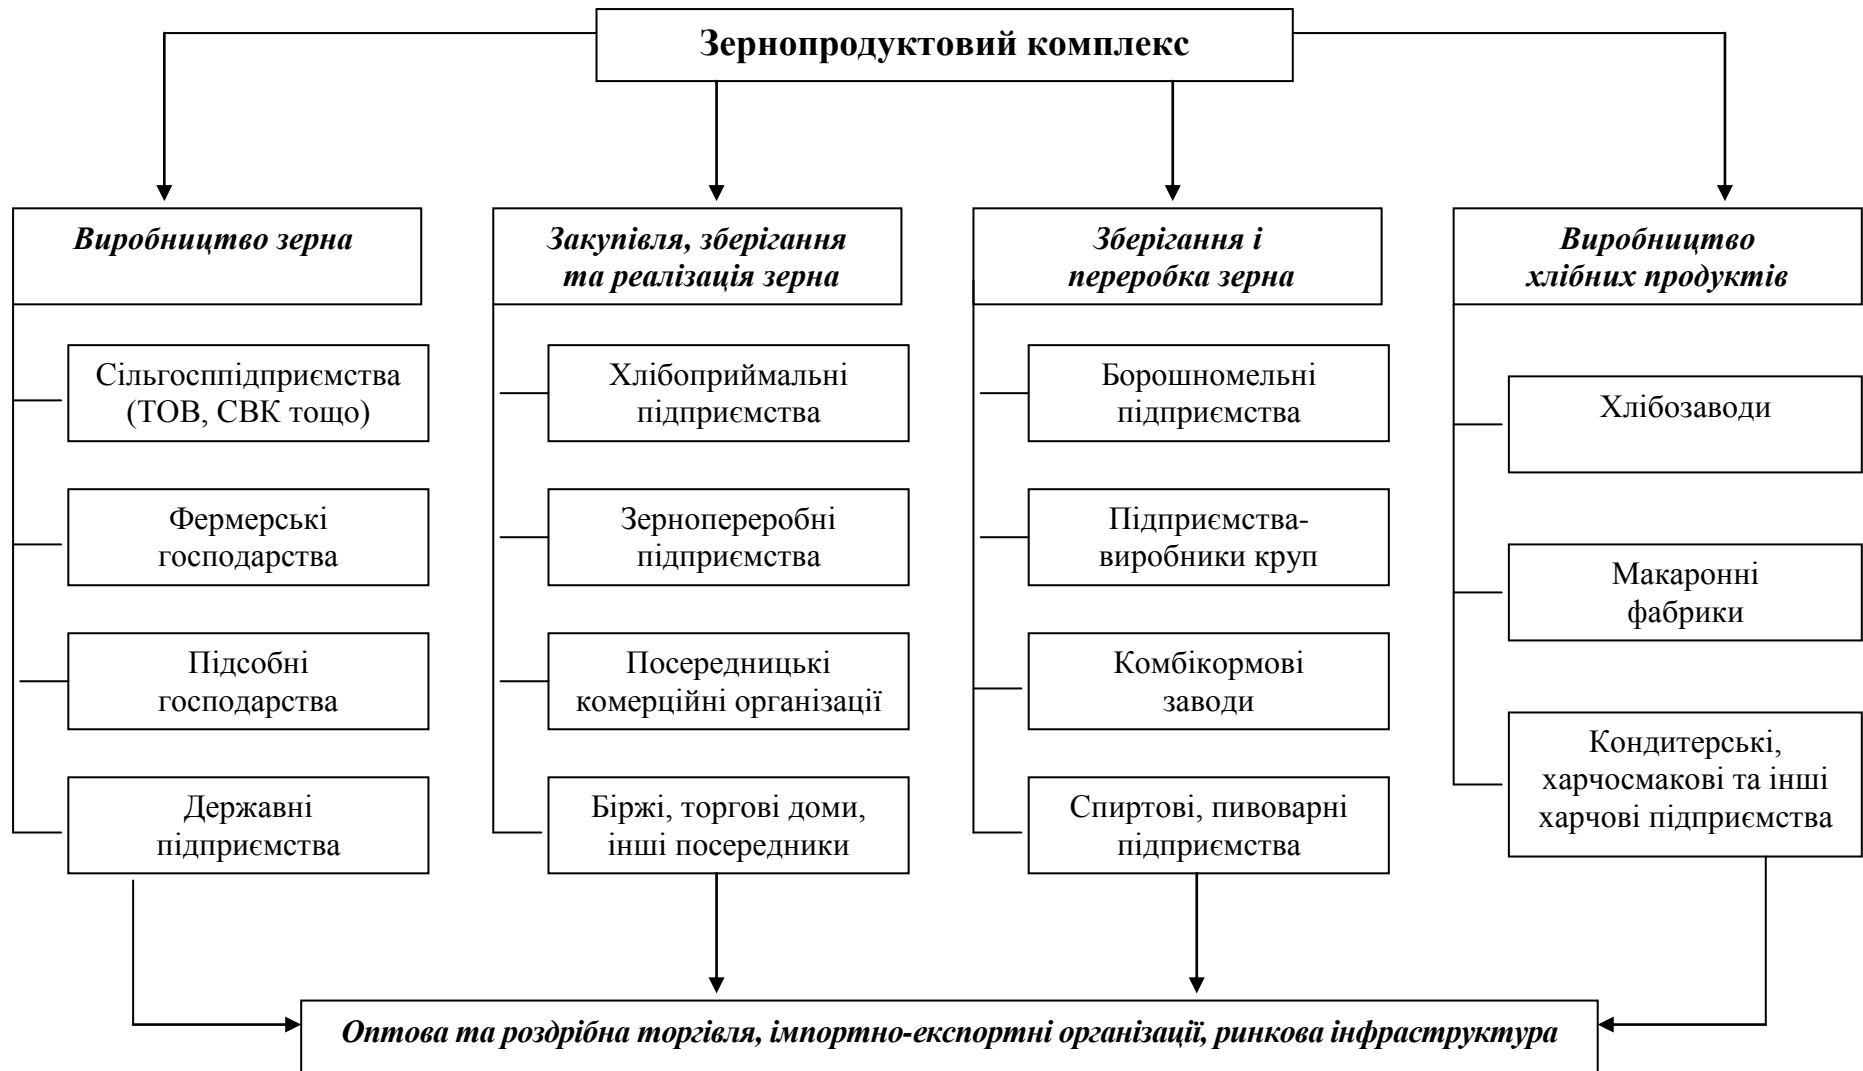 Зернопродуктовий комплекс
Виробництво зерна
Закупівля, зберігання
та реалізація зерна
Зберігання і
переробка зерна
Виробництво
хлібних продуктів
Сільгосппідприємства
(ТОВ, СВК тощо)
Фермерські
господарства
Підсобні
господарства
Державні
підприємства
Хлібоприймальні
підприємства
Зернопереробні
підприємства
Посередницькі
комерційні організації
Біржі, торгові доми,
інші посередники
Борошномельні
підприємства
Підприємства-
виробники круп
Комбікормові
заводи
Спиртові, пивоварні
підприємства
Хлібозаводи
Макаронні
фабрики
Кондитерські,
харчосмакові та інші
харчові підприємства
Оптова та роздрібна торгівля, імпортно-експортні організації, ринкова інфраструктура